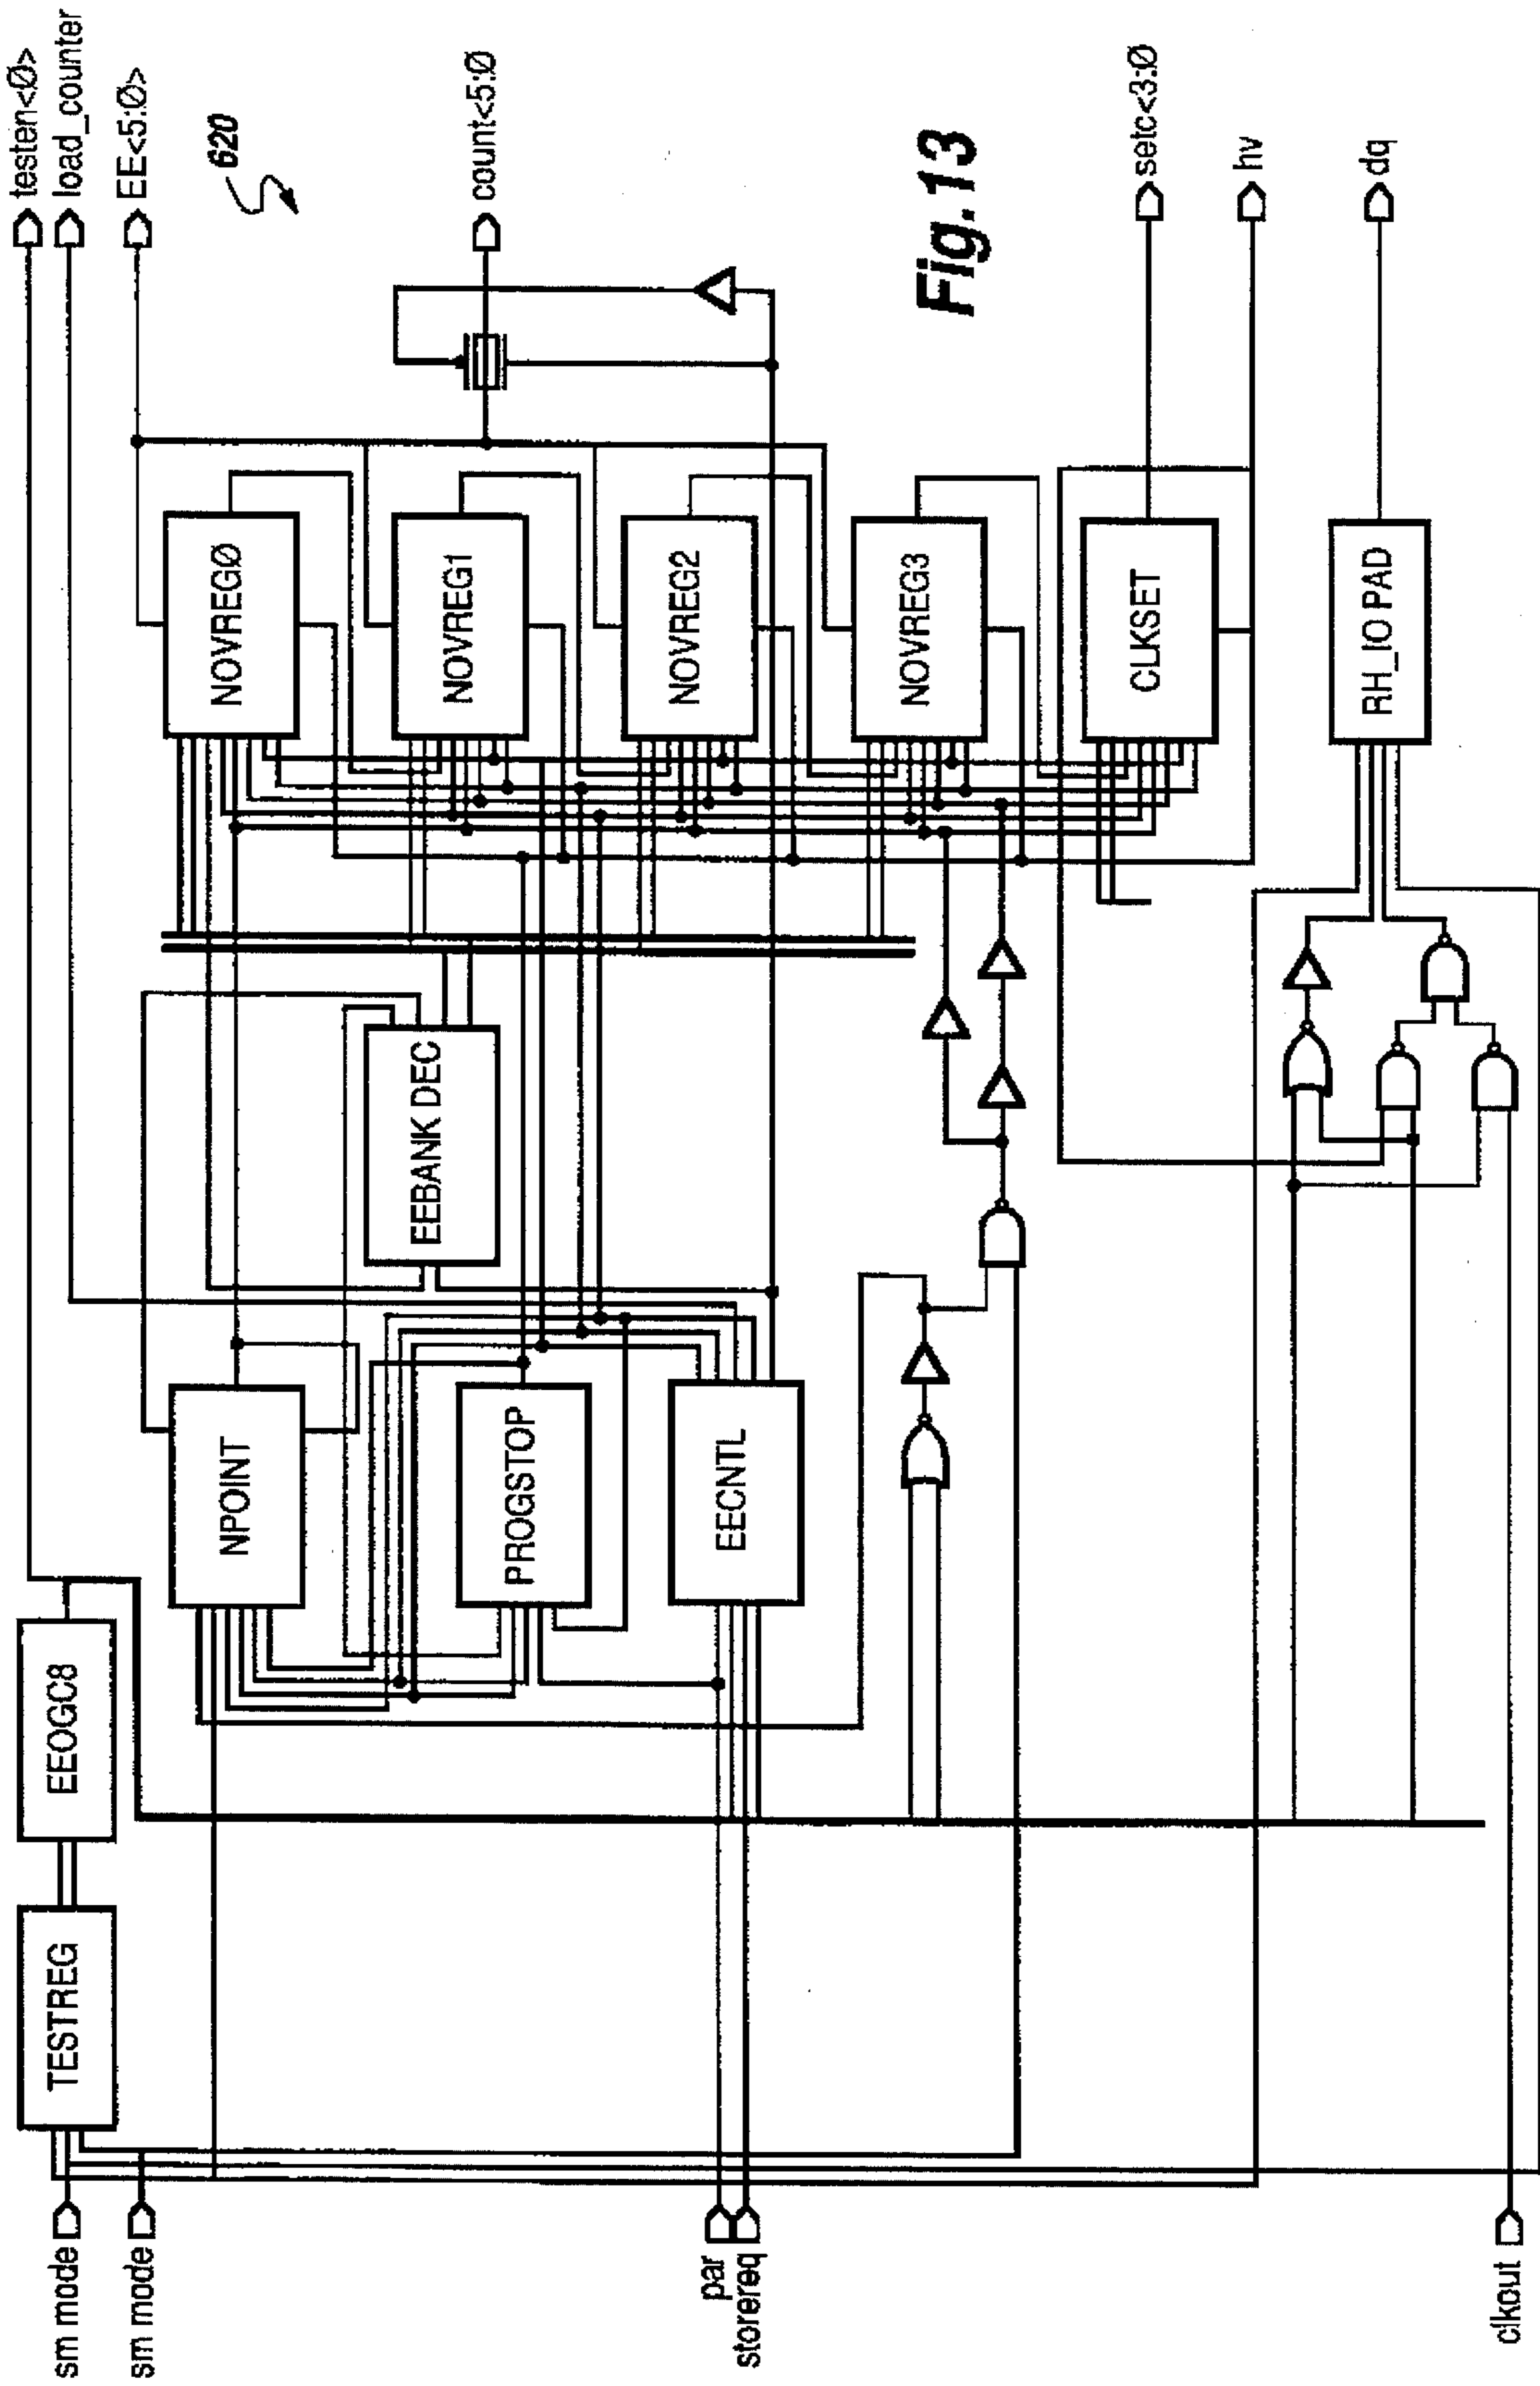 testen<Ø>
load_counter
EE<5:Ø>
620
count<5:Ø>
Fig.13
setc<3:Ø>
hv
dq
NOVREGØ
NOVREG1
NOVREG2
NOVREG3
CLKSET
RH_IO PAD
EEBANK DEC
NPOINT
PROGSTOP
EECNTL
EEOGC8
TESTREG
sm mode
sm mode
par
storereq
clkout